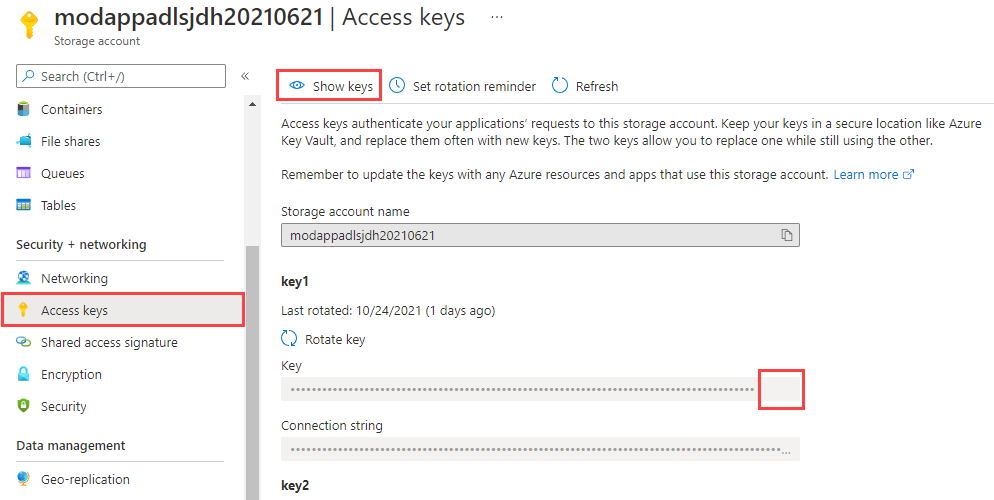 modappadlsjdh20210621 | Access keys ...
Storage account
Search (Ctrl+/)
«
Containers
File shares
Queues
Tables
Security + networking
Networking
Access keys
Shared access signature
Encryption
Security
Data management
Geo-replication
Show keys
Set rotation reminder
Refresh
Access keys authenticate your applications' requests to this storage account. Keep your keys in a secure location like Azure
Key Vault, and replace them often with new keys. The two keys allow you to replace one while still using the other.
Remember to update the keys with any Azure resources and apps that use this storage account. Learn more
Storage account name
modappadlsjdh20210621
key1
Last rotated: 10/24/2021 (1 days ago)
Rotate key
Key
Connection string
...
key2